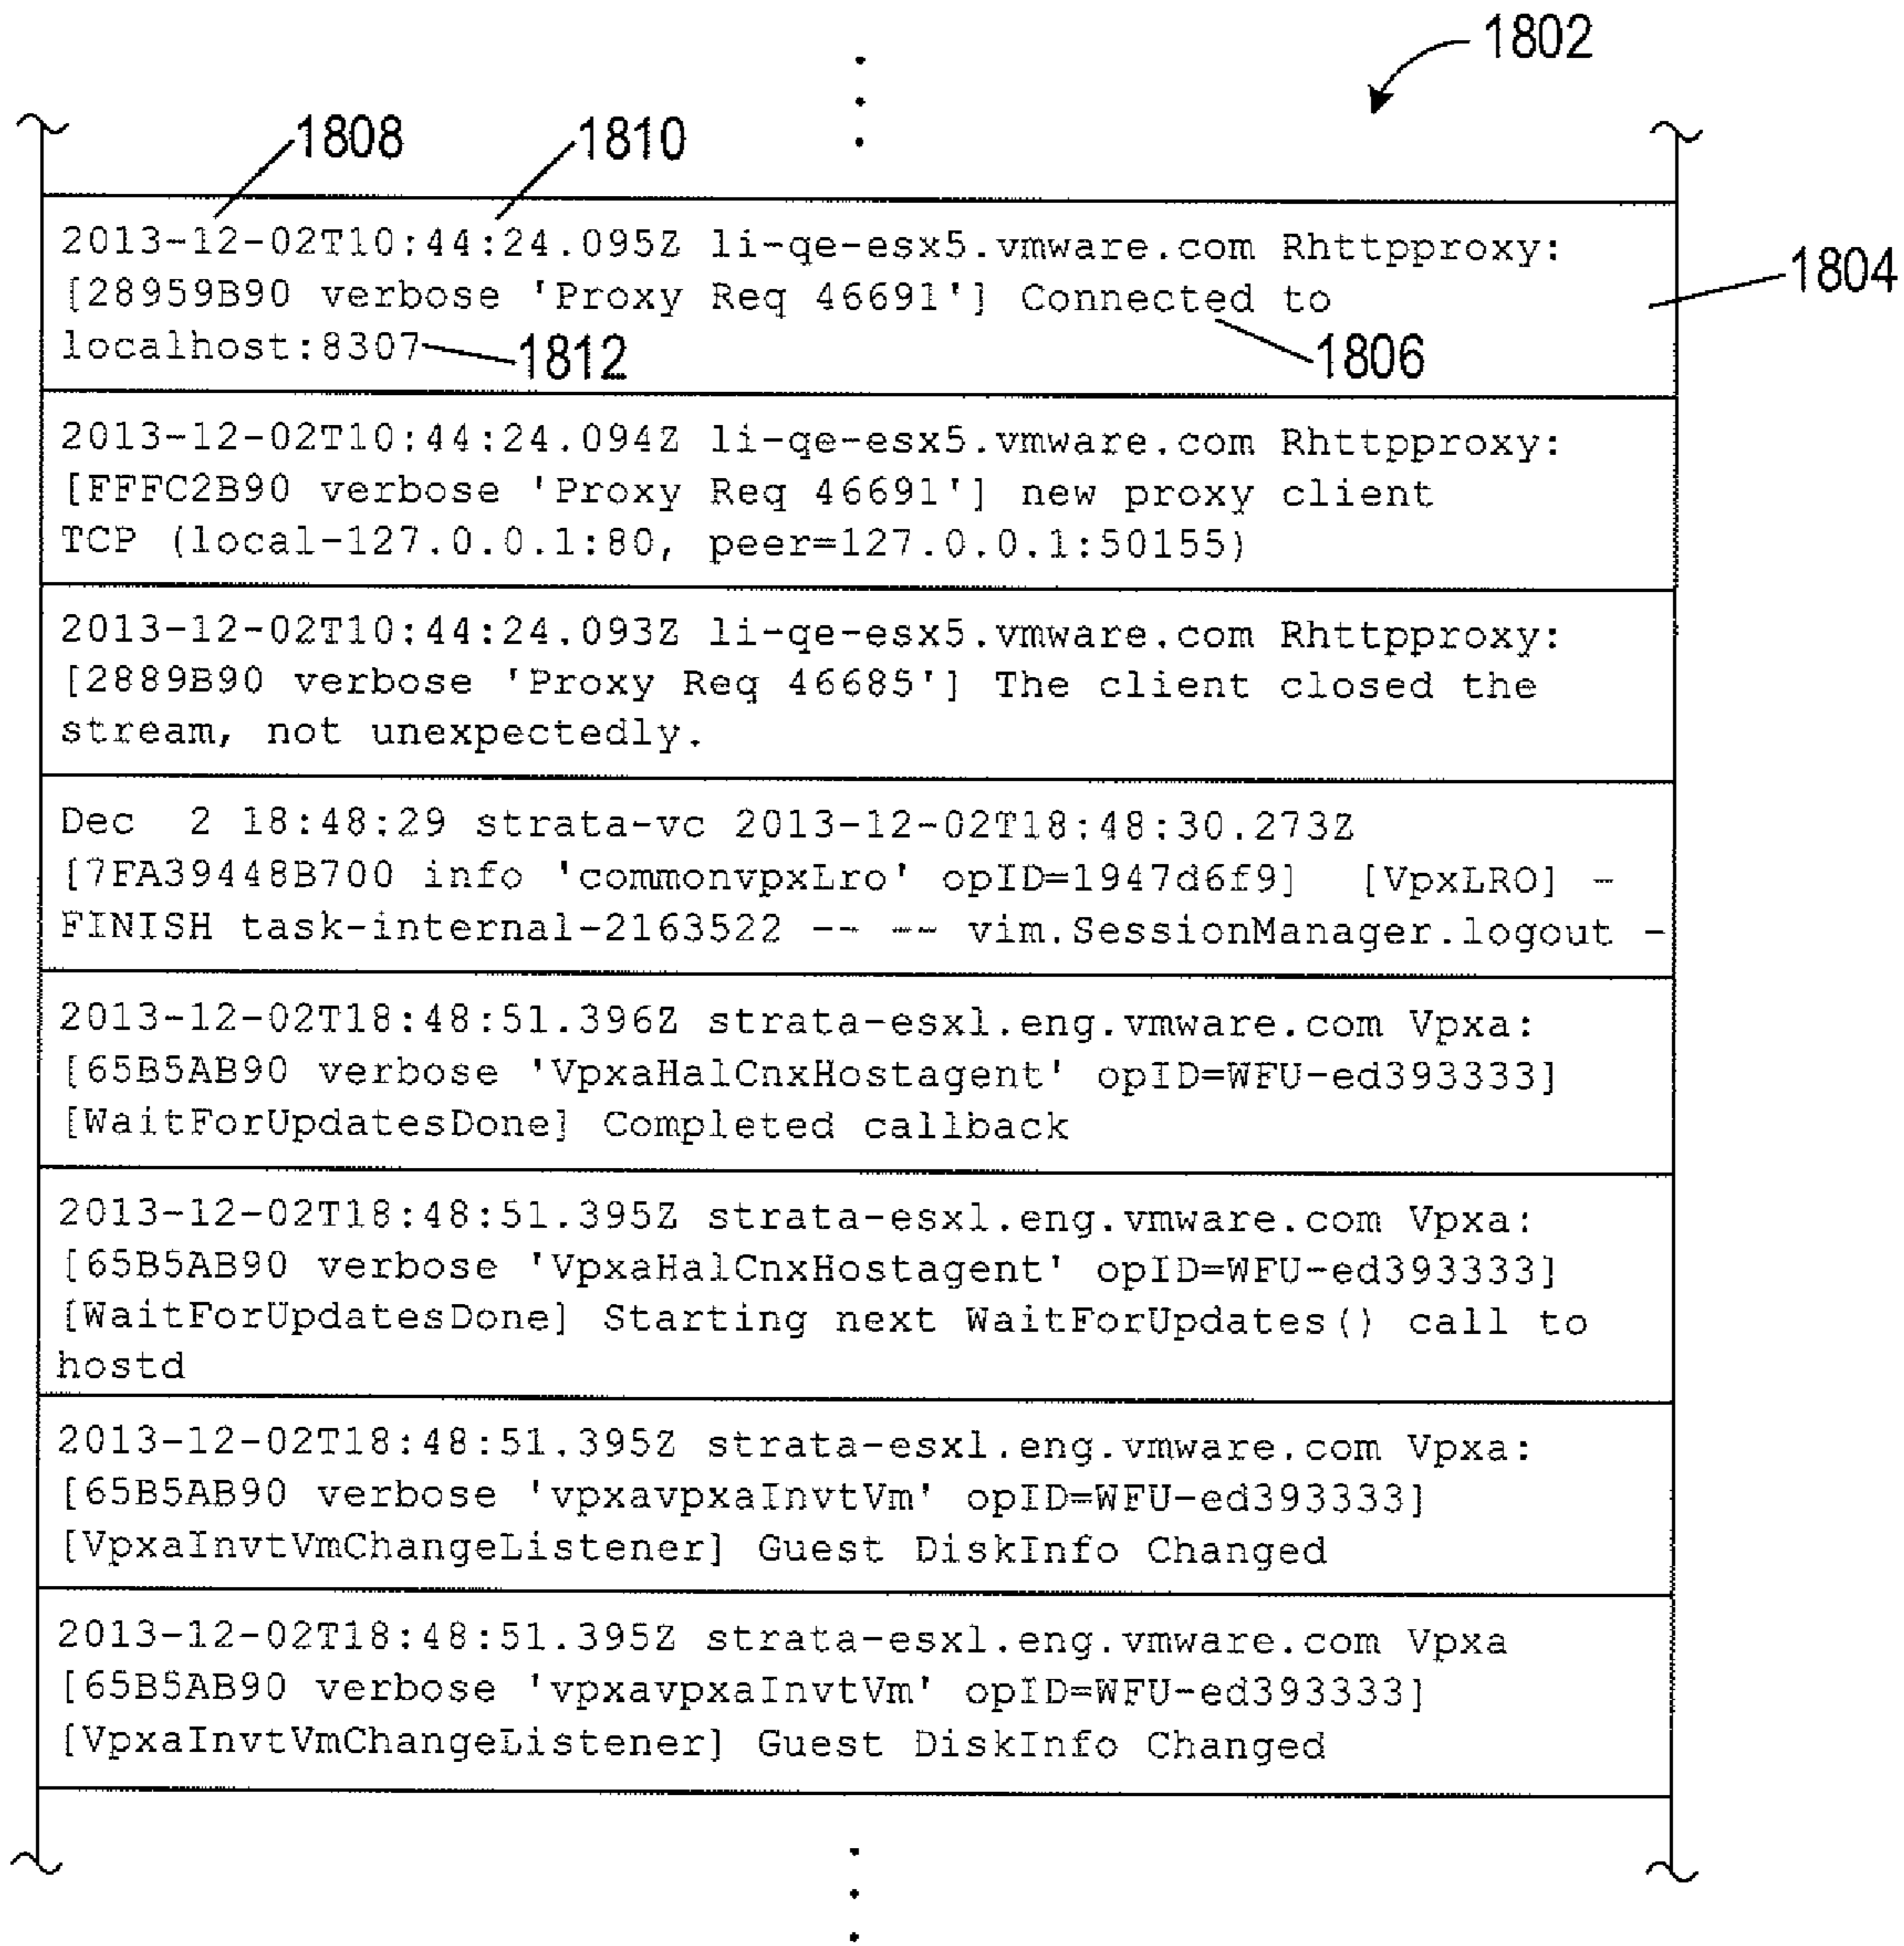 1802
1808
1810
2013-12-02T10:44:24.095Z li-qe-esx5.vmware.com Rhttpproxy:
[28959B90 verbose 'Proxy Req 46691'] Connected to
1804
localhost:8307
1812
1806
2013-12-02T10:44:24.094Z li-qe-esx5.vmware.com Rhttpproxy:
[FFFC2B90 verbose 'Proxy Req 46691'] new proxy client
TCP (local-127.0.0.1:80, peer=127.0.0.1:50155)
2013-12-02T10:44:24.093Z li-qe-esx5.vmware.com Rhttpproxy:
[2889B90 verbose 'Proxy Req 46685'] The client closed the
stream, not unexpectedly.
Dec  2 18:48:29 strata-vc 2013-12-02T18:48:30.273Z
[7FA39448B700 info 'commonvpxLro' opID=1947d6f9]  [VpxLRO] -
FINISH task-internal-2163522 -- -- vim.SessionManager.logout -
2013-12-02T18:48:51.396Z strata-esxl.eng.vmware.com Vpxa:
[65B5AB90 verbose 'VpxaHalCnxHostagent' opID=WFU-ed393333]
[WaitForUpdatesDone] Completed callback
2013-12-02T18:48:51.395Z strata-esxl.eng.vmware.com Vpxa:
[65B5AB90 verbose 'VpxaHalCnxHostagent' opID=WFU-ed393333]
[WaitForUpdatesDone] Starting next WaitForUpdates() call to
hostd
2013-12-02T18:48:51.395Z strata-esxl.eng.vmware.com Vpxa:
[65B5AB90 verbose 'vpxavpxaInvtVm' opID=WFU-ed393333]
[VpxaInvtVmChangeListener] Guest DiskInfo Changed
2013-12-02T18:48:51.395Z strata-esxl.eng.vmware.com Vpxa
[65B5AB90 verbose 'vpxavpxaInvtVm' opID=WFU-ed393333]
[VpxaInvtVmChangeListener] Guest DiskInfo Changed